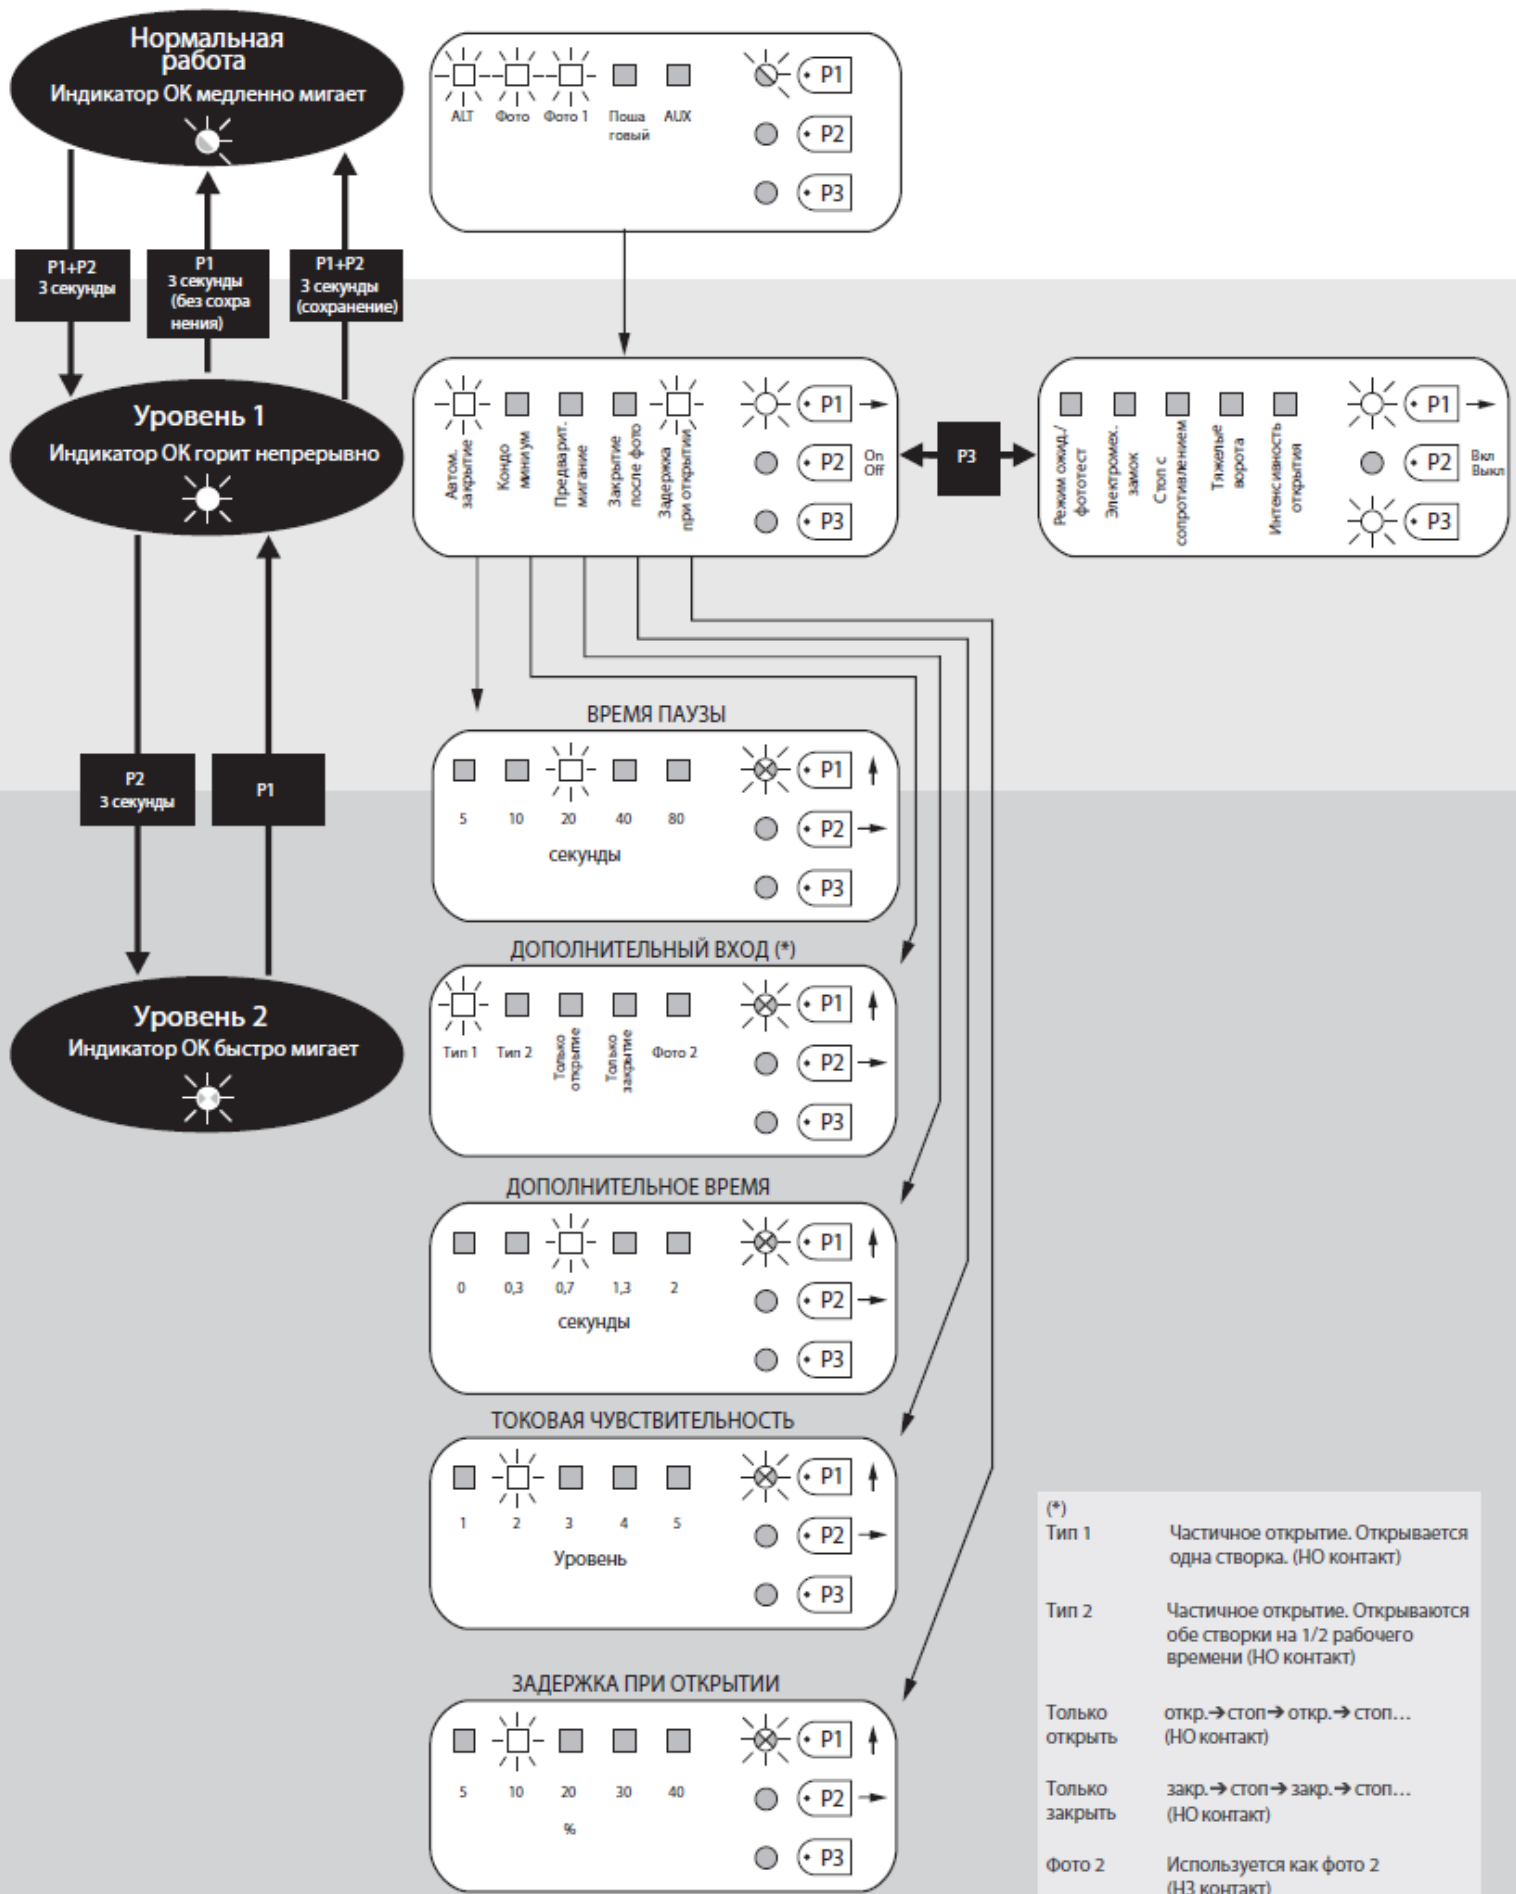 Нормальная
работа
Индикатор ОК медленно мигает
ALT Фото Фото 1 Поша
говый AUX
P1
P2
P3
P1+P2
3 секунды
P1
3 секунды
(без сохра
нения)
P1+P2
3 секунды
(сохранение)
Уровень 1
Индикатор ОК горит непрерывно
Автом.
закрытие
Кондо
миниум
Предварит.
мигание
Закрытие
после фото
Задержка
при открытии
P1
P2 On
Off
P3
P3
Режим ожид./
фототест
Электромех.
замок
Стоп с
сопротивлением
Тяжелые
ворота
Интенсивность
открытия
P1
P2 Вкл
Выкл
P3
P2
3 секунды
P1
ВРЕМЯ ПАУЗЫ
5 10 20 40 80
секунды
P1
P2
P3
Уровень 2
Индикатор ОК быстро мигает
ДОПОЛНИТЕЛЬНЫЙ ВХОД (*)
Тип 1 Тип 2
Только
открытие
Только
закрытие
Фото 2
P1
P2
P3
ДОПОЛНИТЕЛЬНОЕ ВРЕМЯ
0 0,3 0,7 1,3 2
секунды
P1
P2
P3
ТОКОВАЯ ЧУВСТВИТЕЛЬНОСТЬ
1 2 3 4 5
Уровень
P1
P2
P3
ЗАДЕРЖКА ПРИ ОТКРЫТИИ
5 10 20 30 40
%
P1
P2
P3
(*)
Тип 1 Частичное открытие. Открывается
одна створка. (НО контакт)
Тип 2 Частичное открытие. Открываются
обе створки на 1/2 рабочего
времени (НО контакт)
Только откр.➔стоп➔ откр.➔ стоп…
открыть (НО контакт)
Только закр.➔ стоп➔ закр.➔ стоп…
закрыть (НО контакт)
Фото 2 Используется как фото 2
(НЗ контакт)